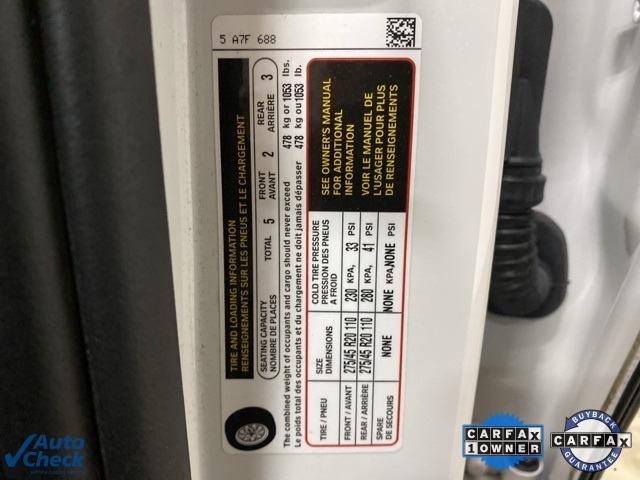 5 A7F 688
TIRE AND LOADING INFORMATION
RENSEIGNEMENTS SUR LES PNEUS ET LE CHARGEMENT
SEATING CAPACITY
NOMBRE DE PLACES
TOTAL 5
FRONT
AVANT 2
REAR
ARRIÈRE 3
The combined weight of occupants and cargo should never exceed 478 kg or 1053 lbs.
Le poids total des occupants et du chargement ne doit jamais dépasser 478 kg ou 1053 lb.
TIRE / PNEU
SIZE
DIMENSIONS
COLD TIRE PRESSURE
PRESSION DES PNEUS
A FROID
FRONT / AVANT 275/45 R20 110 230 KPA, 33 PSI
REAR / ARRIÈRE 275/45 R20 110 280 KPA, 41 PSI
SPARE
DE SECOURS
NONE NONE KPA, NONE PSI
SEE OWNER'S MANUAL
FOR ADDITIONAL
INFORMATION
VOIR LE MANUEL DE
L'USAGER POUR PLUS
DE RENSEIGNEMENTS
Auto
Check
CARFAX
1 OWNER
BUYBACK
CARFAX
GUARANTEE